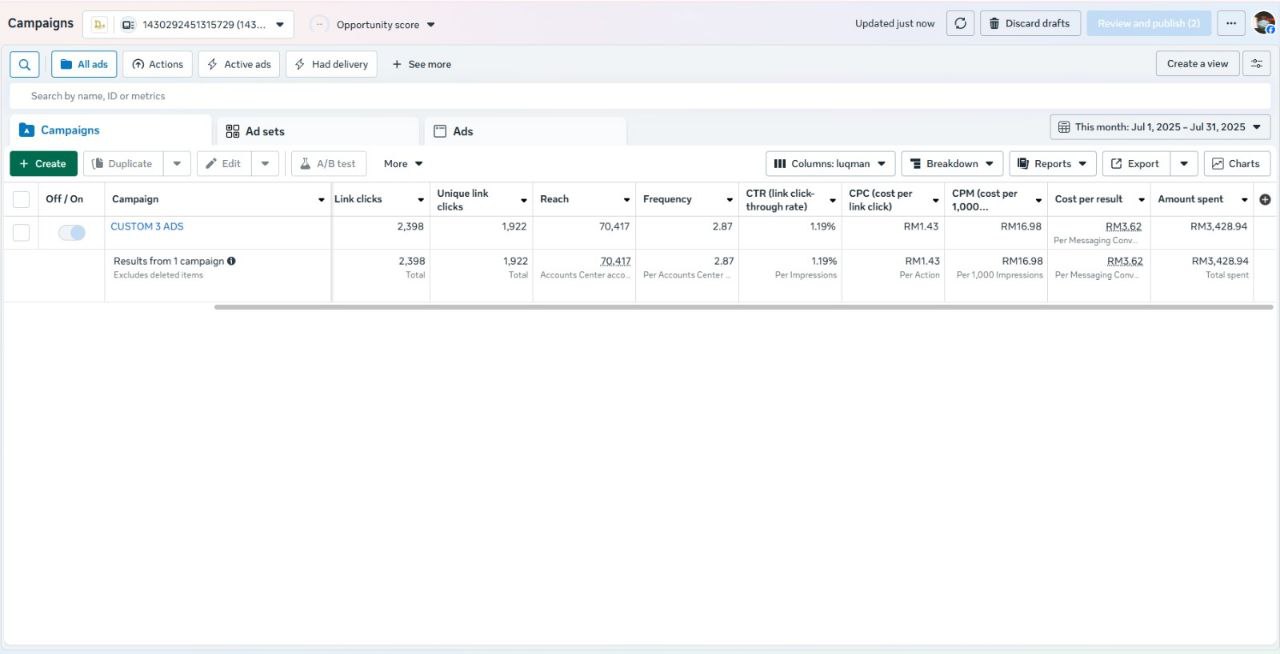 Campaigns
1430292451315729 (143...
Opportunity score
Updated just now
Discard drafts
Review and publish (2)
...
All ads
Actions
Active ads
Had delivery
+ See more
Create a view
Search by name, ID or metrics
Campaigns
Ad sets
Ads
This month: Jul 1, 2025 – Jul 31, 2025
+ Create
Duplicate
Edit
A/B test
More
Columns: luqman
Breakdown
Reports
Export
Charts
Off / On
Campaign
Link clicks
Unique link clicks
Reach
Frequency
CTR (link click-through rate)
CPC (cost per link click)
CPM (cost per 1,000...
Cost per result
Amount spent
CUSTOM 3 ADS
2,398
1,922
70,417
2.87
1.19%
RM1.43
RM16.98
RM3.62
Per Messaging Conv...
RM3,428.94
Results from 1 campaign
Excludes deleted items
2,398
Total
1,922
Total
70,417
Accounts Center acco...
2.87
Per Accounts Center ...
1.19%
Per Impressions
RM1.43
Per Action
RM16.98
Per 1,000 Impressions
RM3.62
Per Messaging Conv...
RM3,428.94
Total spent